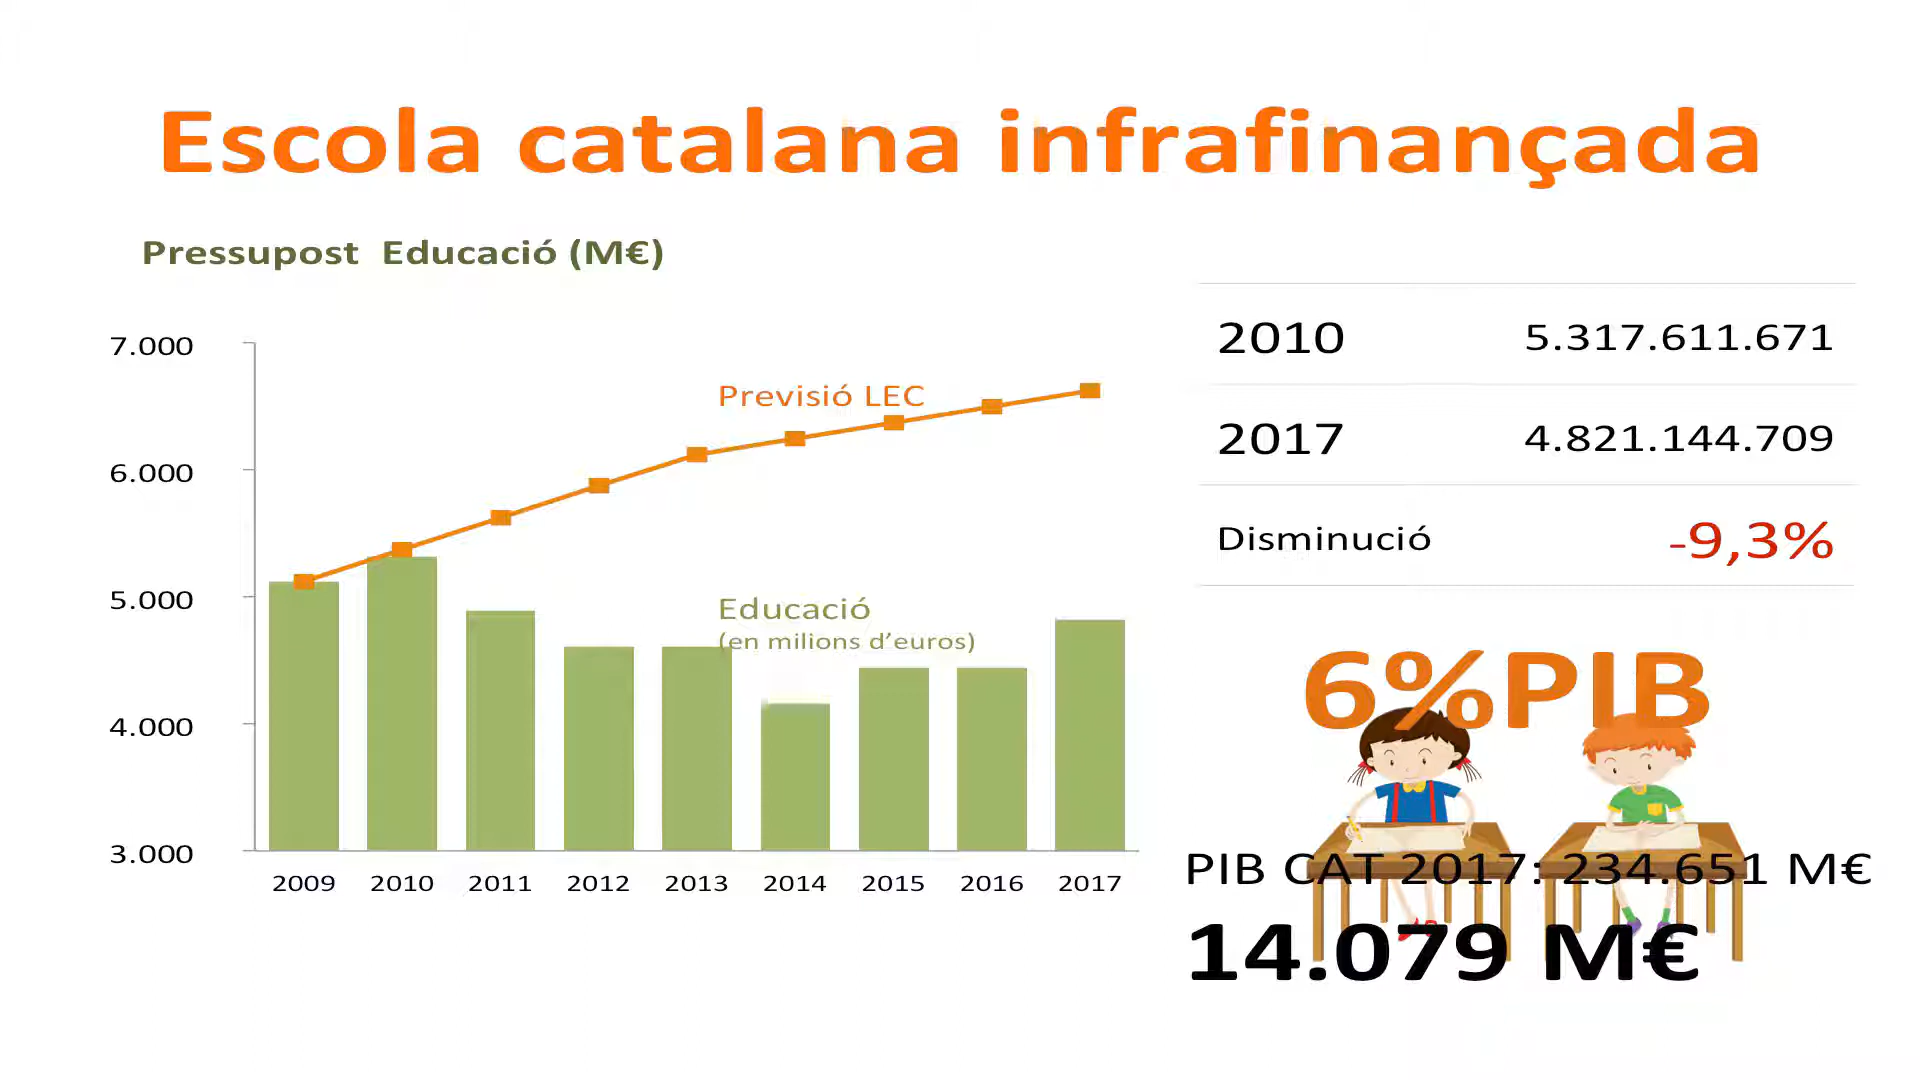 Escola catalana infrafinançada
Pressupost Educació (M€)
7.000
6.000
5.000
4.000
3.000
Previsió LEC
Educació
(en milions d’euros)
2009 2010 2011 2012 2013 2014 2015 2016 2017
2010 5.317.611.671
2017 4.821.144.709
Disminució -9,3%
6%PIB
PIB CAT 2017: 234.651 M€
14.079 M€